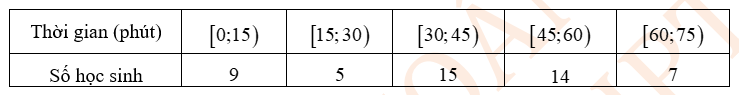 Thời gian (phút) [0;15) [15;30) [30;45) [45;60) [60;75)
Số học sinh 9 5 15 14 7